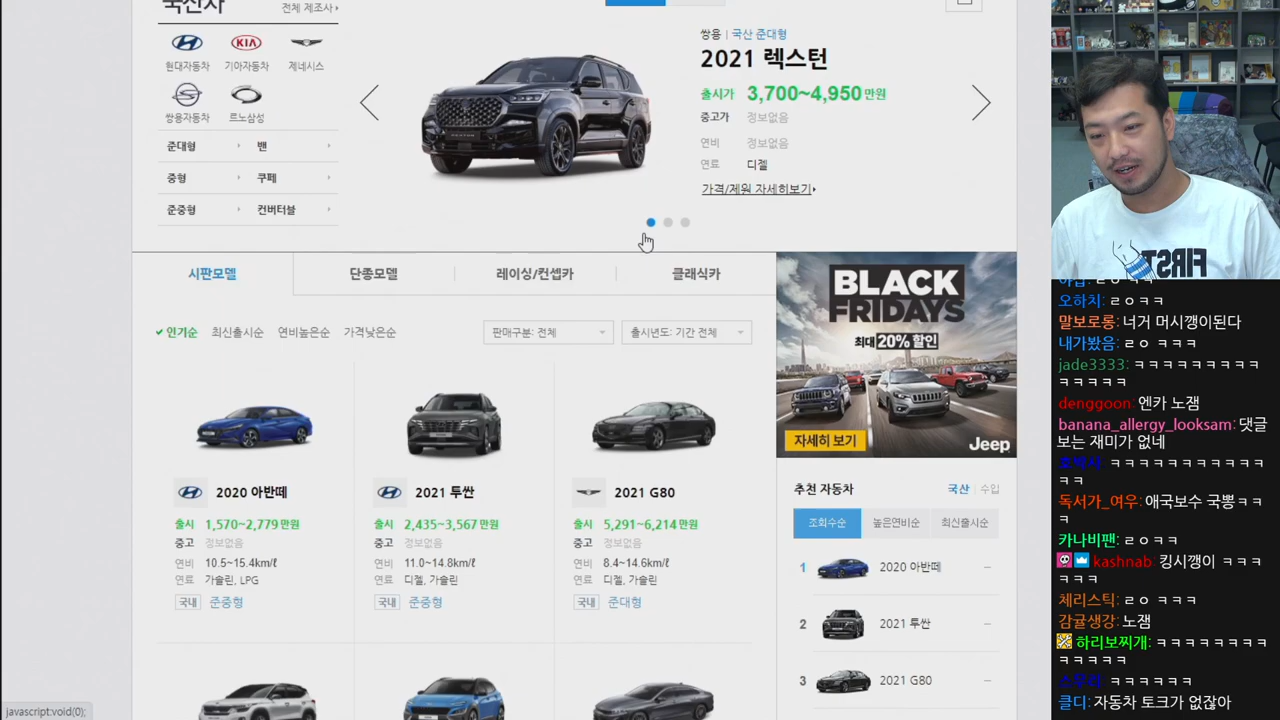 국산차
전체 제조사
현대자동차
기아자동차
제네시스
쌍용자동차
르노삼성
준대형
밴
중형
쿠페
준중형
컨버터블
쌍용 | 국산 준대형
2021 렉스턴
출시가 3,700~4,950 만원
중고가 정보없음
연비 정보없음
연료 디젤
가격/제원 자세히보기
시판모델
단종모델
레이싱/컨셉카
클래식카
인기순
최신출시순
연비높은순
가격낮은순
판매구분: 전체
출시년도: 기간 전체
2020 아반떼
출시 1,570~2,779 만원
중고 정보없음
연비 10.5~15.4km/ℓ
연료 가솔린, LPG
국내 준중형
2021 투싼
출시 2,435~3,567 만원
중고 정보없음
연비 11.0~14.8km/ℓ
연료 디젤, 가솔린
국내 준중형
2021 G80
출시 5,291~6,214 만원
중고 정보없음
연비 8.4~14.6km/ℓ
연료 디젤, 가솔린
국내 준대형
BLACK
FRIDAYS
최대 20% 할인
자세히 보기
Jeep
추천 자동차
국산 | 수입
조회수순
높은연비순
최신출시순
1 2020 아반떼 –
2 2021 투싼 –
3 2021 G80 –
javascript:void(0);
FIRST
오하치: ㄹㅇㅋㅋ
말보로롱: 너거 머시깽이된다
내가봤음: ㄹㅇ ㅋㅋㅋ
jade3333: ㅋㅋㅋㅋㅋㅋㅋㅋㅋ
ㅋㅋㅋㅋㅋ
denggoon: 엔카 노잼
banana_allergy_looksam: 댓글
보는 재미가 없네
ㅋㅋㅋㅋㅋㅋㅋㅋㅋㅋㅋ
ㅋㅋ
독서가_여우: 애국보수 국뽕ㅋㅋ
ㅋ
카나비팬: ㄹㅇㅋㅋ
kashnab: 킹시깽이 ㅋㅋㅋ
ㅋㅋㅋㅋㅋ
체리스틱: ㄹㅇ ㅋㅋㅋ
감귤생강: 노잼
하리보찌개: ㅋㅋㅋㅋㅋㅋㅋㅋ
ㅋㅋㅋㅋㅋㅋ
ㅋㅋㅋㅋㅋㅋ
클디: 자동차 토크가 없잖아